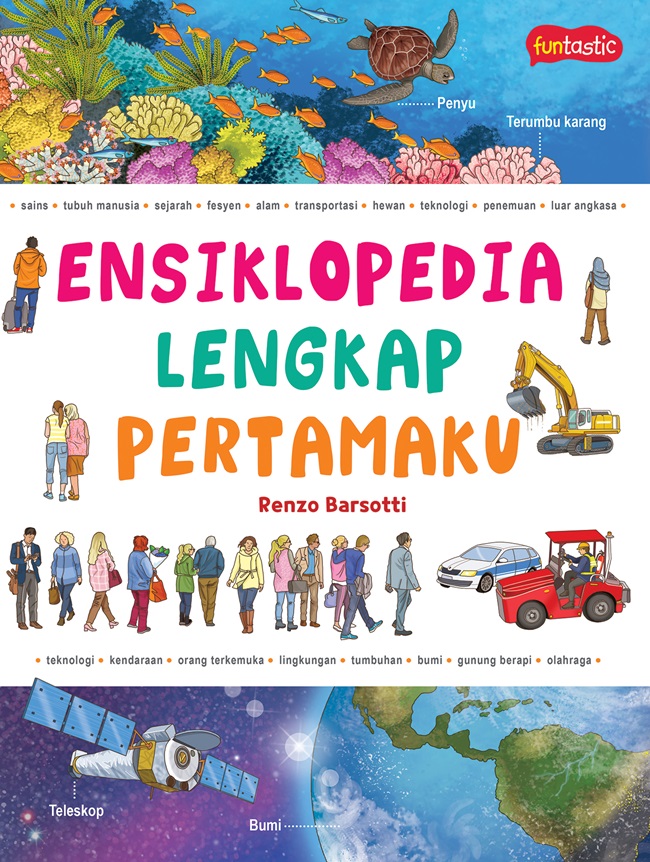 funtastic
Penyu
Terumbu karang
• sains • tubuh manusia • sejarah • fesyen • alam • transportasi • hewan • teknologi • penemuan • luar angkasa •
ENSIKLOPEDIA
LENGKAP
PERTAMAKU
Renzo Barsotti
• teknologi • kendaraan • orang terkemuka • lingkungan • tumbuhan • bumi • gunung berapi • olahraga •
Teleskop
Bumi